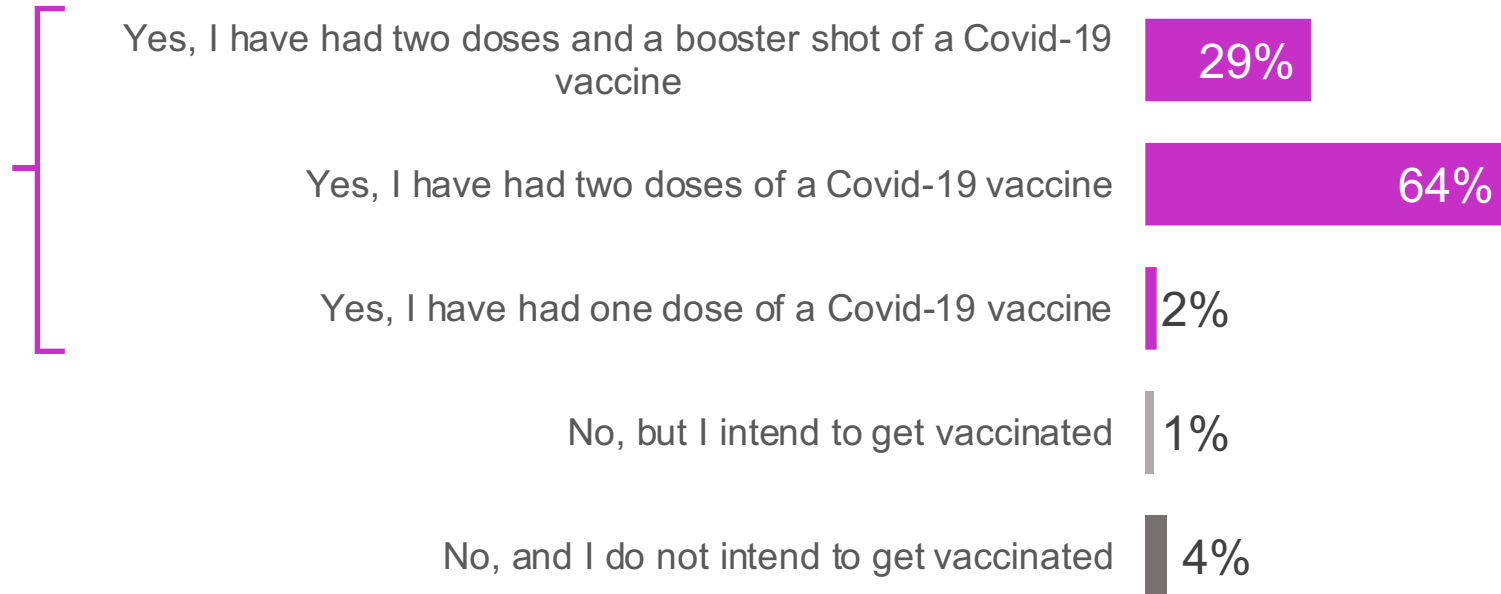 Yes, I have had two doses and a booster shot of a Covid-19
vaccine
29%
Yes, I have had two doses of a Covid-19 vaccine
64%
Yes, I have had one dose of a Covid-19 vaccine
2%
No, but I intend to get vaccinated
1%
No, and I do not intend to get vaccinated
4%